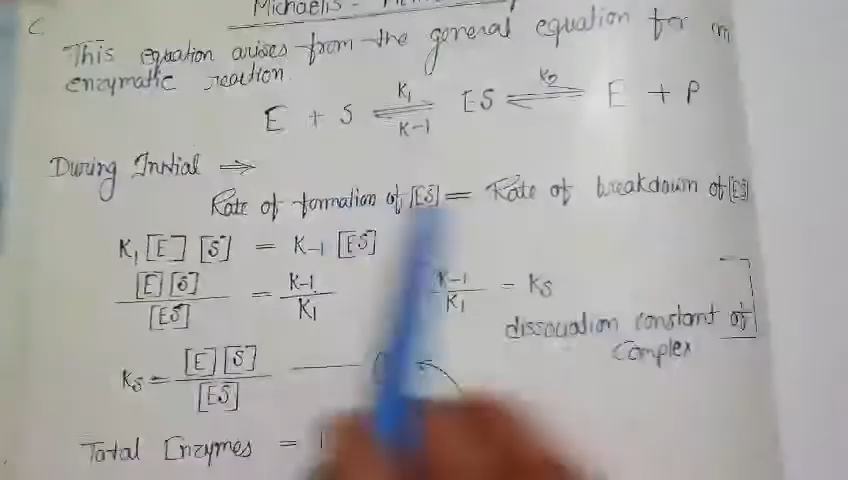 Michaelis -
This equation arises from the general equation for
enzymatic reaction.
E + S ⇌ ES ⇌ E + P
K1 K2
K-1
During Initial ⇒
Rate of formation of [ES] = Rate of breakdown of [ES]
K1 [E] [S] = K-1 [ES]
[E] [S] / [ES] = K-1 / K1 K-1 / K1 = KS
dissouation constant of
complex
KS = [E] [S] / [ES]
Total Enzymes =